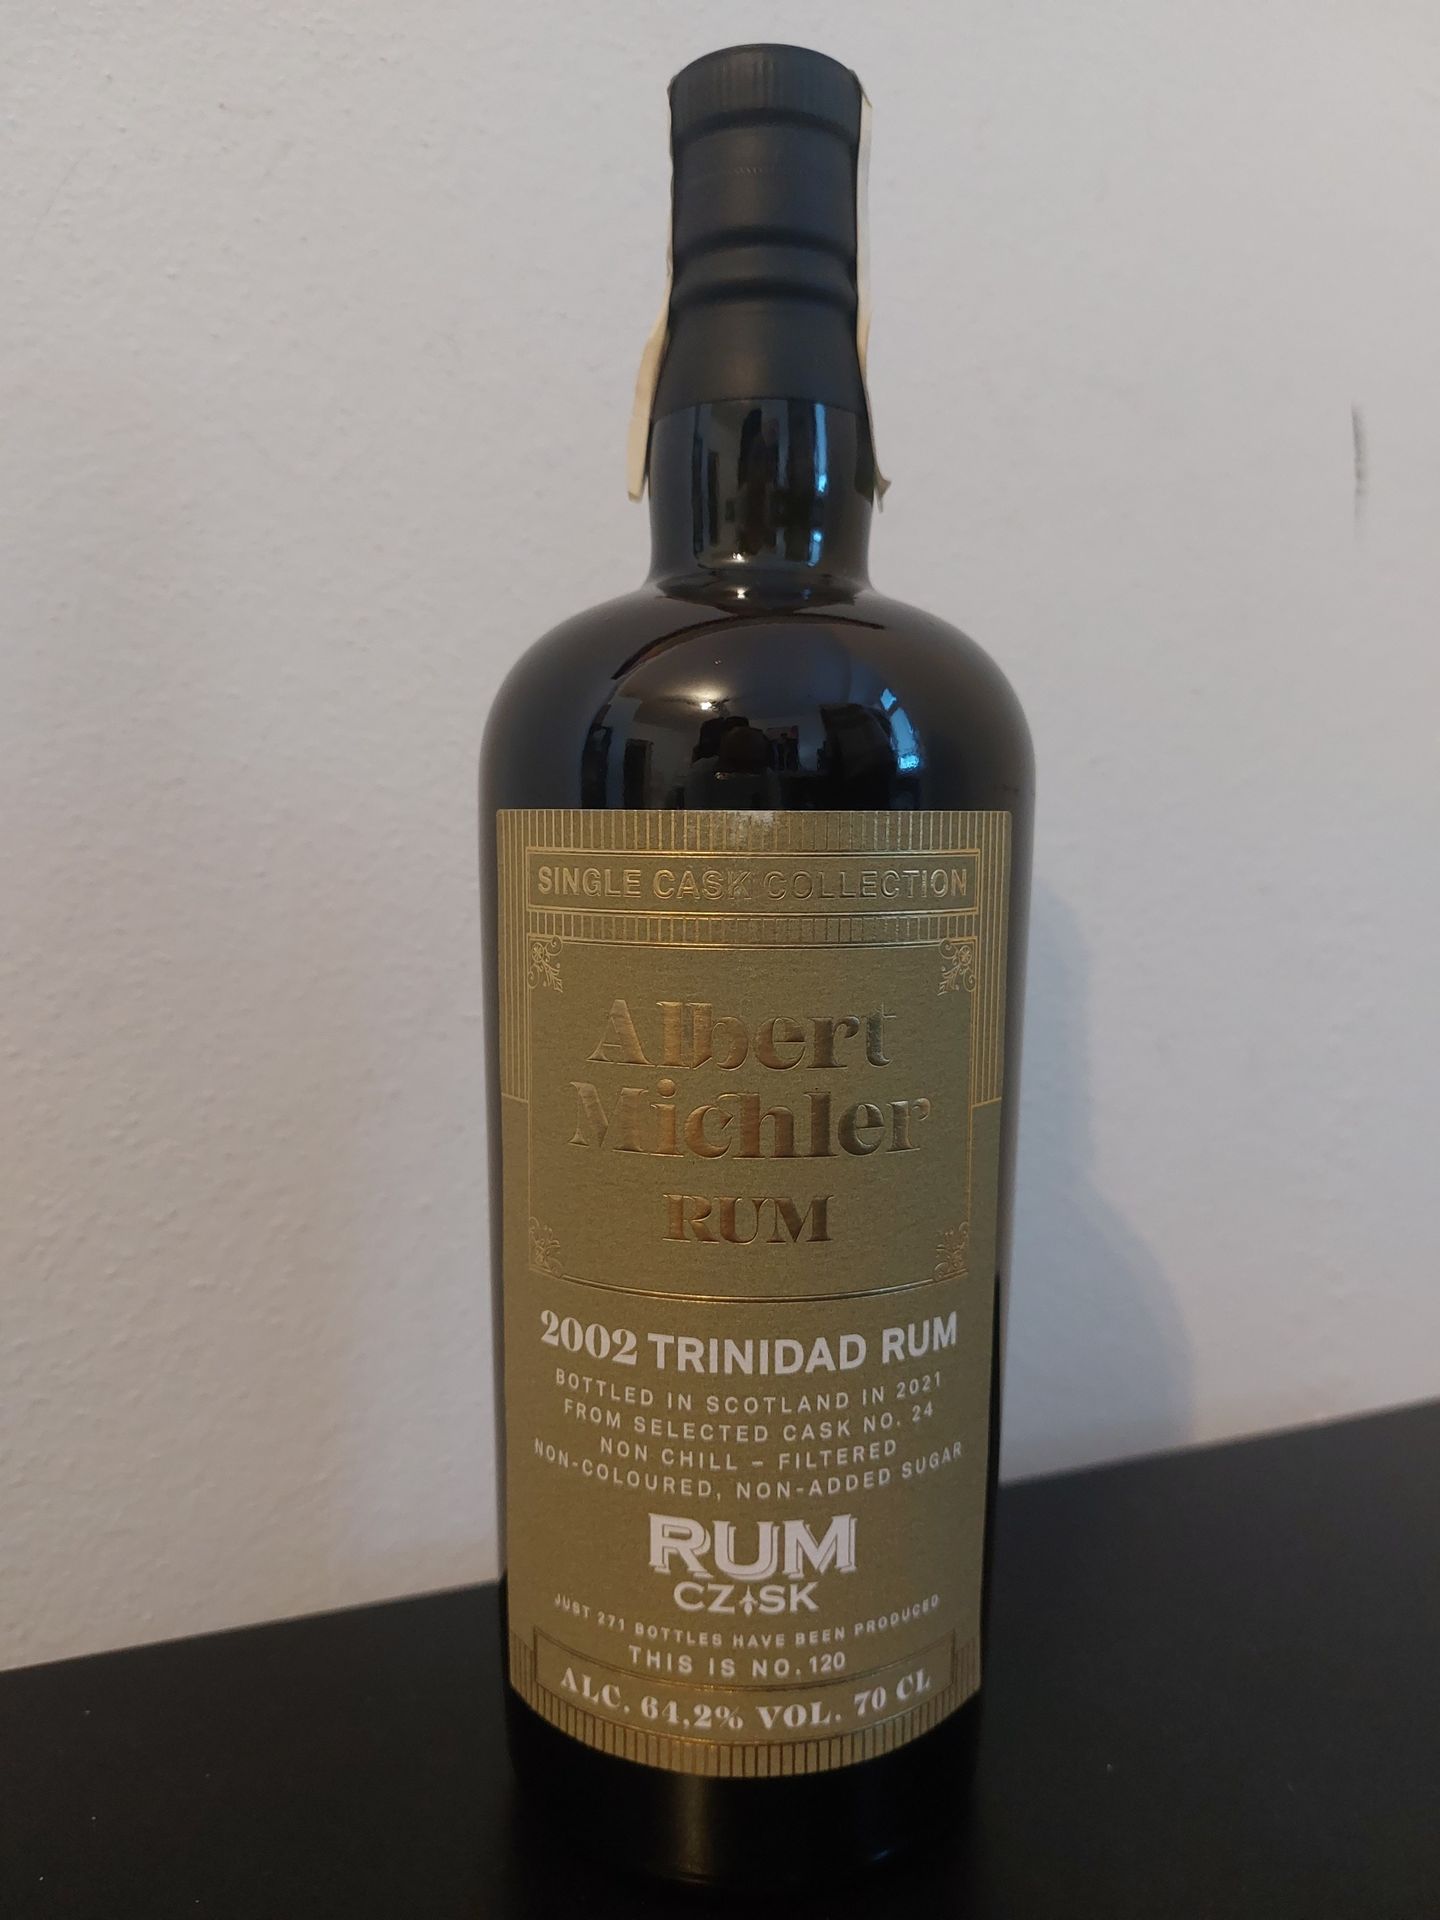 SINGLE CASK COLLECTION
Albert
Michler
RUM
2002 TRINIDAD RUM
BOTTLED IN SCOTLAND IN 2021
FROM SELECTED CASK NO. 24
NON CHILL – FILTERED
NON-COLOURED, NON-ADDED SUGAR
RUM
CZ SK
JUST 271 BOTTLES HAVE BEEN PRODUCED
THIS IS NO. 120
ALC. 64,2% VOL. 70 CL